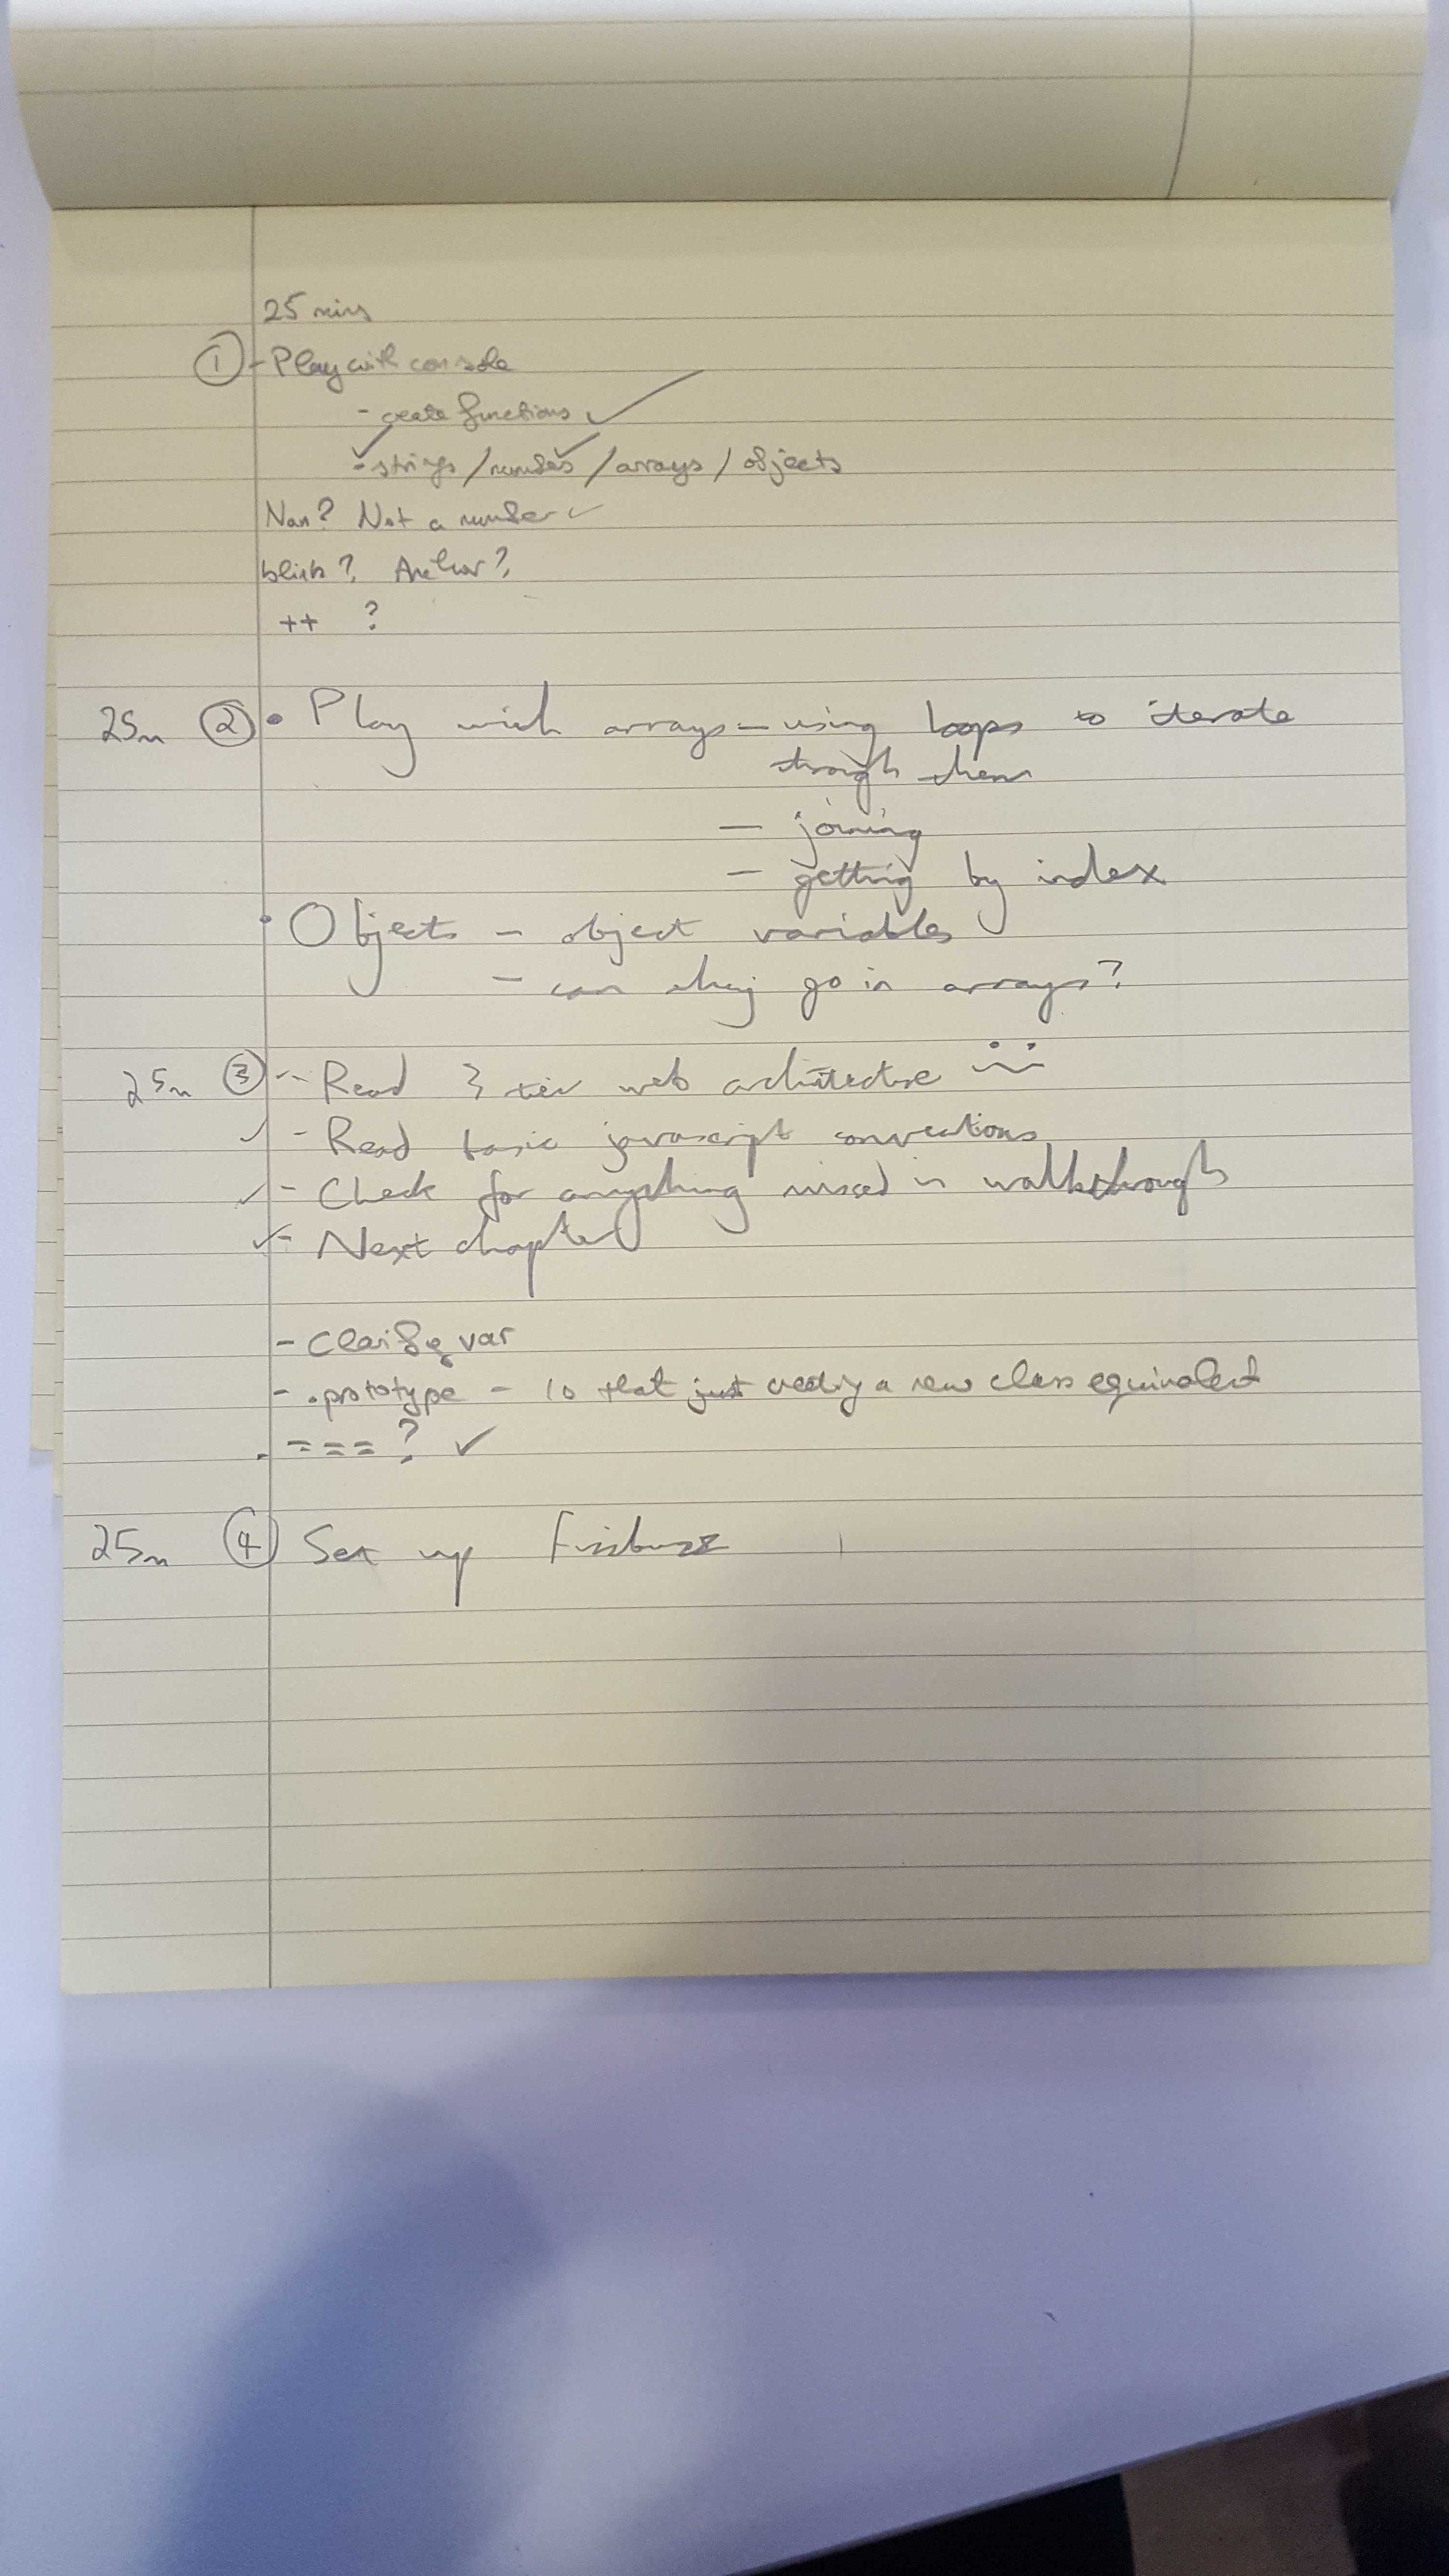 25 mins
① - Play with console
- create functions ✓
✓ - strings / numbers ✓ / arrays / objects
Nan? Not a number ✓
blink? Anchor?
++ ?
25m ② • Play with arrays - using loops to iterate
through them
- joining
- getting by index
• Objects - object variables
- can they go in arrays?
25m ③ - Read 3 tier web architecture
✓ - Read basic javascript conventions
✓ - Check for anything missed in walkthrough
✓ - Next chapter
- Clarify var
- .prototype - is that just creating a new class equivalent
. === ? ✓
25m ④ Set up Fizzbuzz